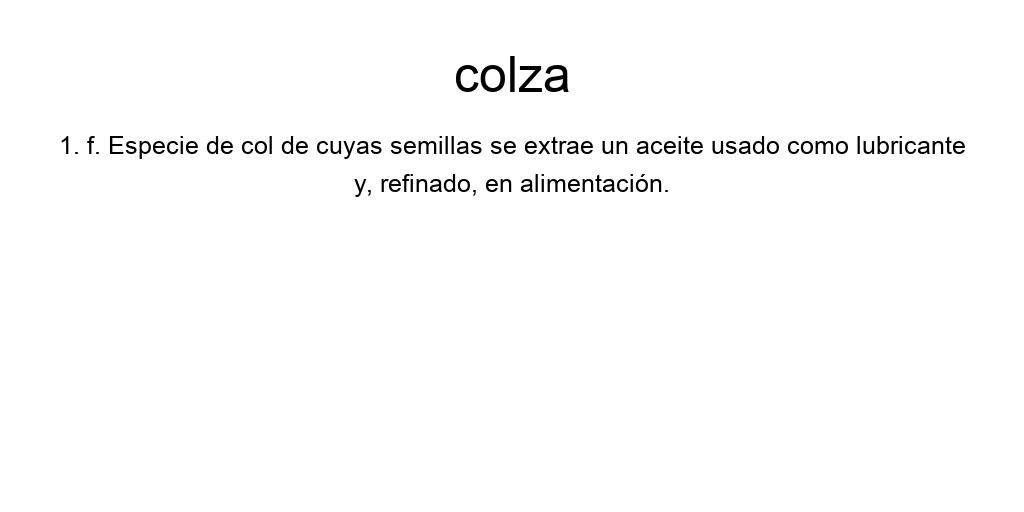 colza
1. f. Especie de col de cuyas semillas se extrae un aceite usado como lubricante
y, refinado, en alimentación.